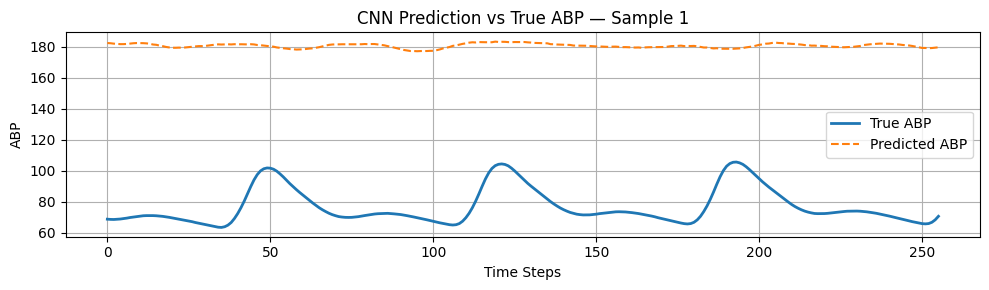 CNN Prediction vs True ABP — Sample 1
ABP
180
160
140
120
100
80
60
True ABP
Predicted ABP
0 50 100 150 200 250
Time Steps